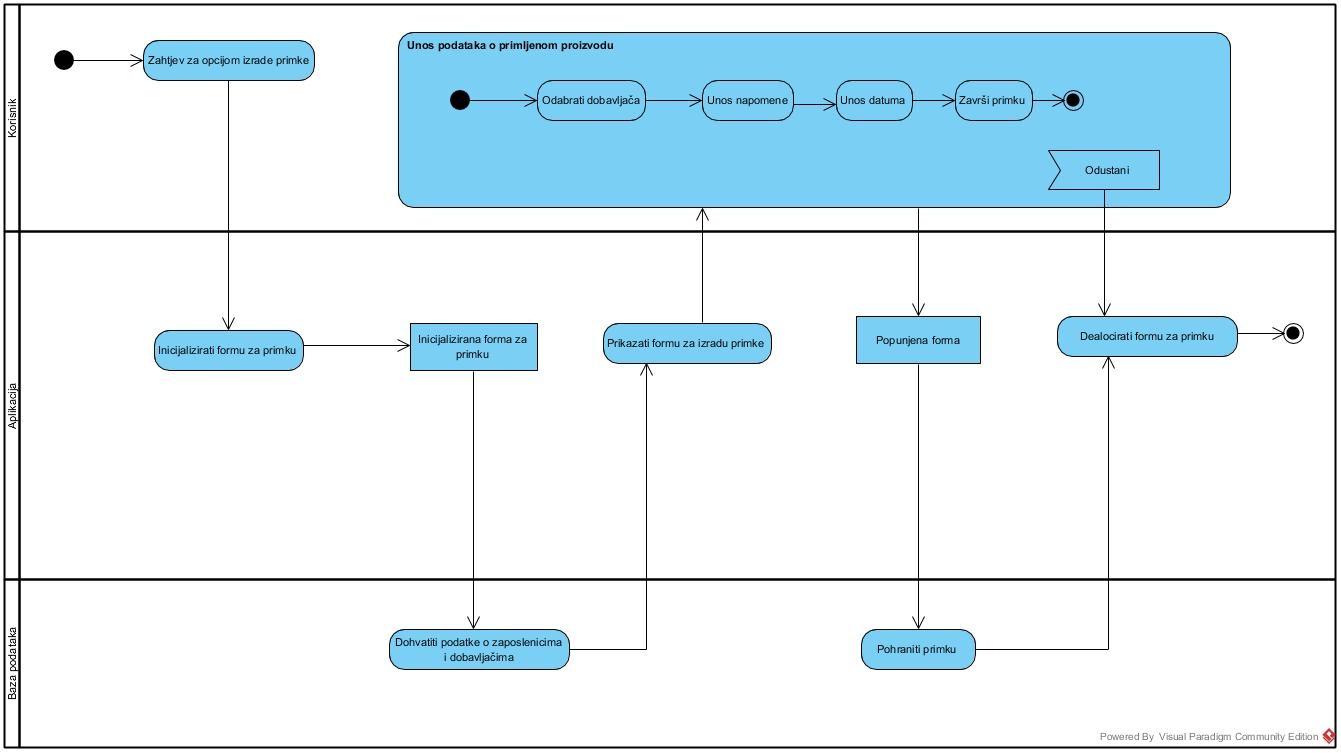 Korisnik
Zahtjev za opcijom izrade primke
Unos podataka o primljenom proizvodu
Odabrati dobavljača
Unos napomene
Unos datuma
Završi primku
Odustani
Aplikacija
Inicijalizirati formu za primku
Inicijalizirana forma za
primku
Prikazati formu za izradu primke
Popunjena forma
Dealocirati formu za primku
Baza podataka
Dohvatiti podatke o zaposlenicima
i dobavljačima
Pohraniti primku
Powered By Visual Paradigm Community Edition